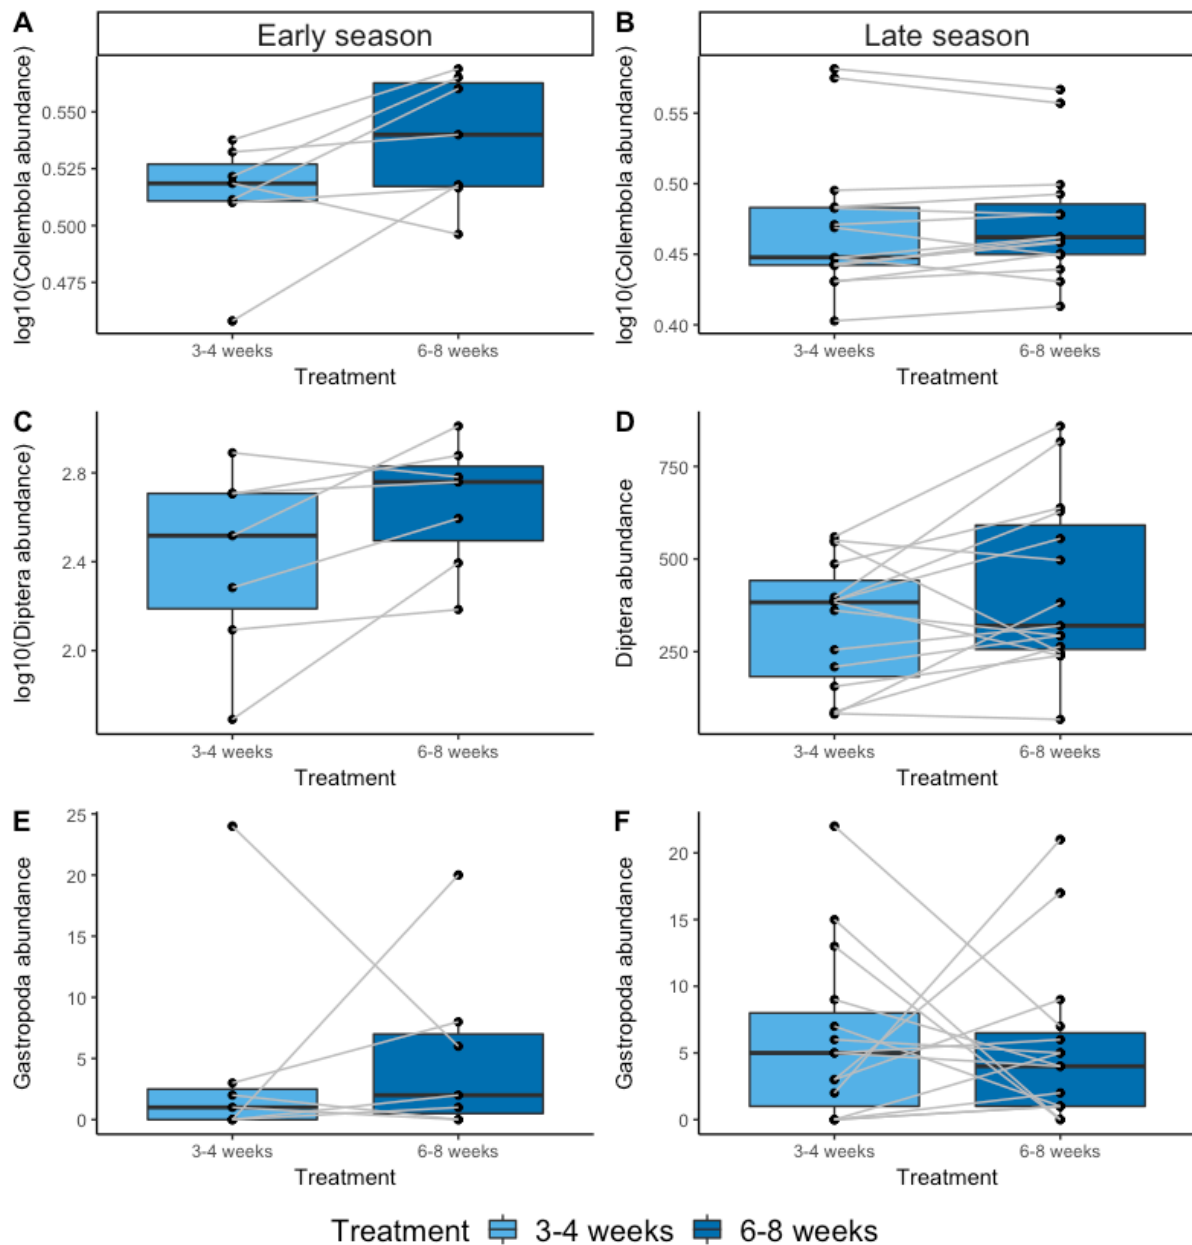 A
Early season
log10(Collembola abundance)
0.550
0.525
0.500
0.475
3-4 weeks
6-8 weeks
Treatment
B
Late season
log10(Collembola abundance)
0.55
0.50
0.45
0.40
3-4 weeks
6-8 weeks
Treatment
C
log10(Diptera abundance)
2.8
2.4
2.0
3-4 weeks
6-8 weeks
Treatment
D
Diptera abundance
750
500
250
3-4 weeks
6-8 weeks
Treatment
E
Gastropoda abundance
25
20
15
10
5
0
3-4 weeks
6-8 weeks
Treatment
F
Gastropoda abundance
20
15
10
5
0
3-4 weeks
6-8 weeks
Treatment
Treatment 3-4 weeks 6-8 weeks